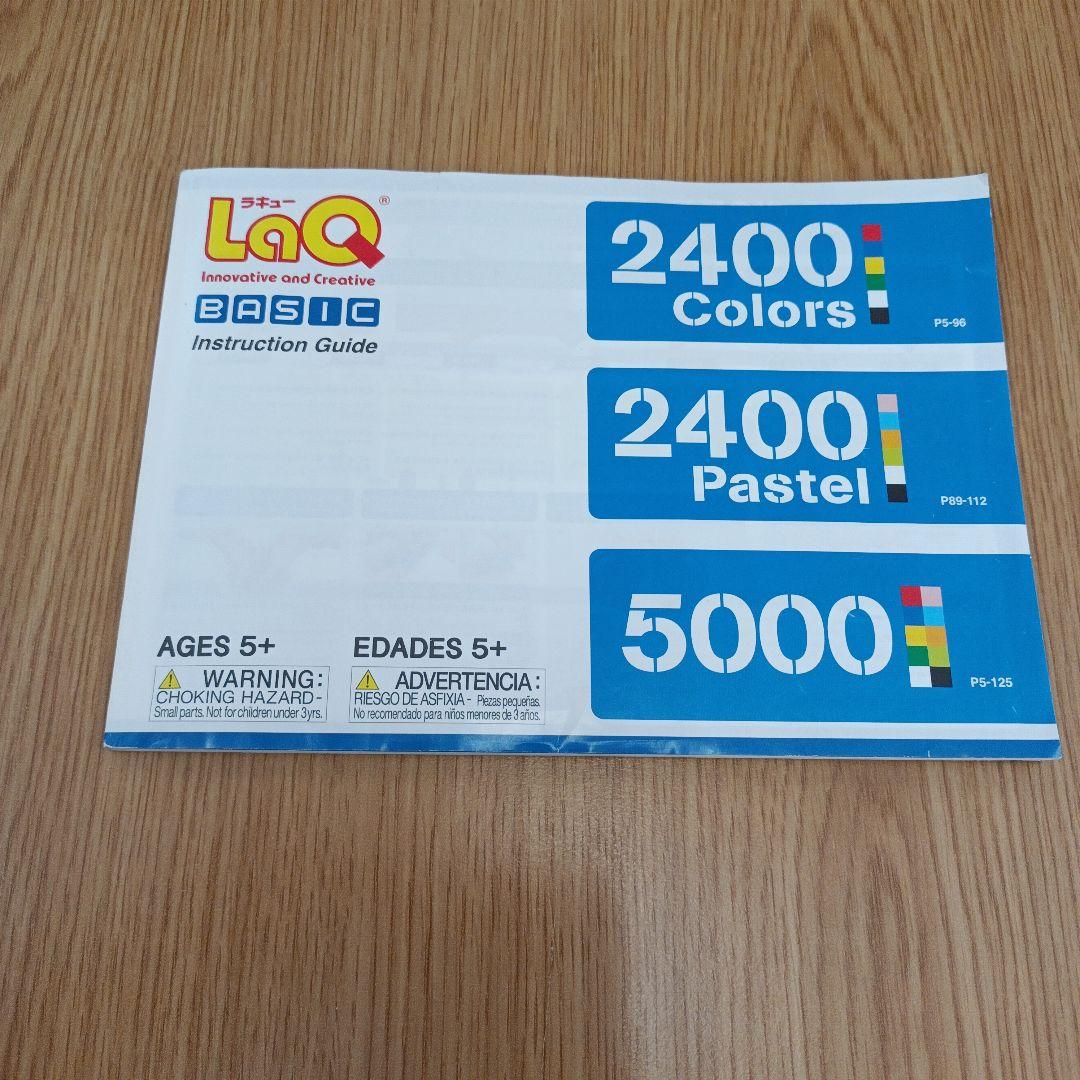 ラキュー
LaQ®
Innovative and Creative
BASIC
Instruction Guide
2400
Colors
P5-96
2400
Pastel
P89-112
5000
P5-125
AGES 5+
WARNING:
CHOKING HAZARD-
Small parts. Not for children under 3yrs.
EDADES 5+
ADVERTENCIA:
RIESGO DE ASFIXIA - Piezas pequeñas.
No recomendado para niños menores de 3 años.